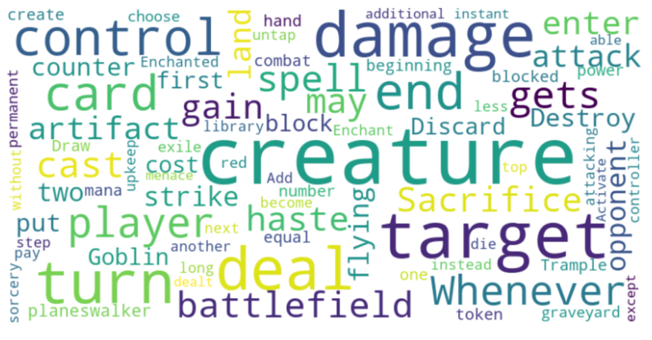 create
choose
hand
additional
instant
enter
control
land
untap
damage
able
permanent
counter
Enchanted
combat
beginning
attack
power
first
spell
end
blocked
card
gain
may
less
gets
artifact
library
block
Enchant
Discard
Destroy
without
Draw
exile
creature
cast
upkeep
cost
red
Add
top
attacking
Activate
controller
menace
number
two
mana
strike
become
flying
Sacrifice
opponent
put
player
next
haste
target
step
another
equal
die
pay
Goblin
long
deal
instead
Trample
turn
dealt
one
Whenever
except
sorcery
planeswalker
battlefield
token
graveyard